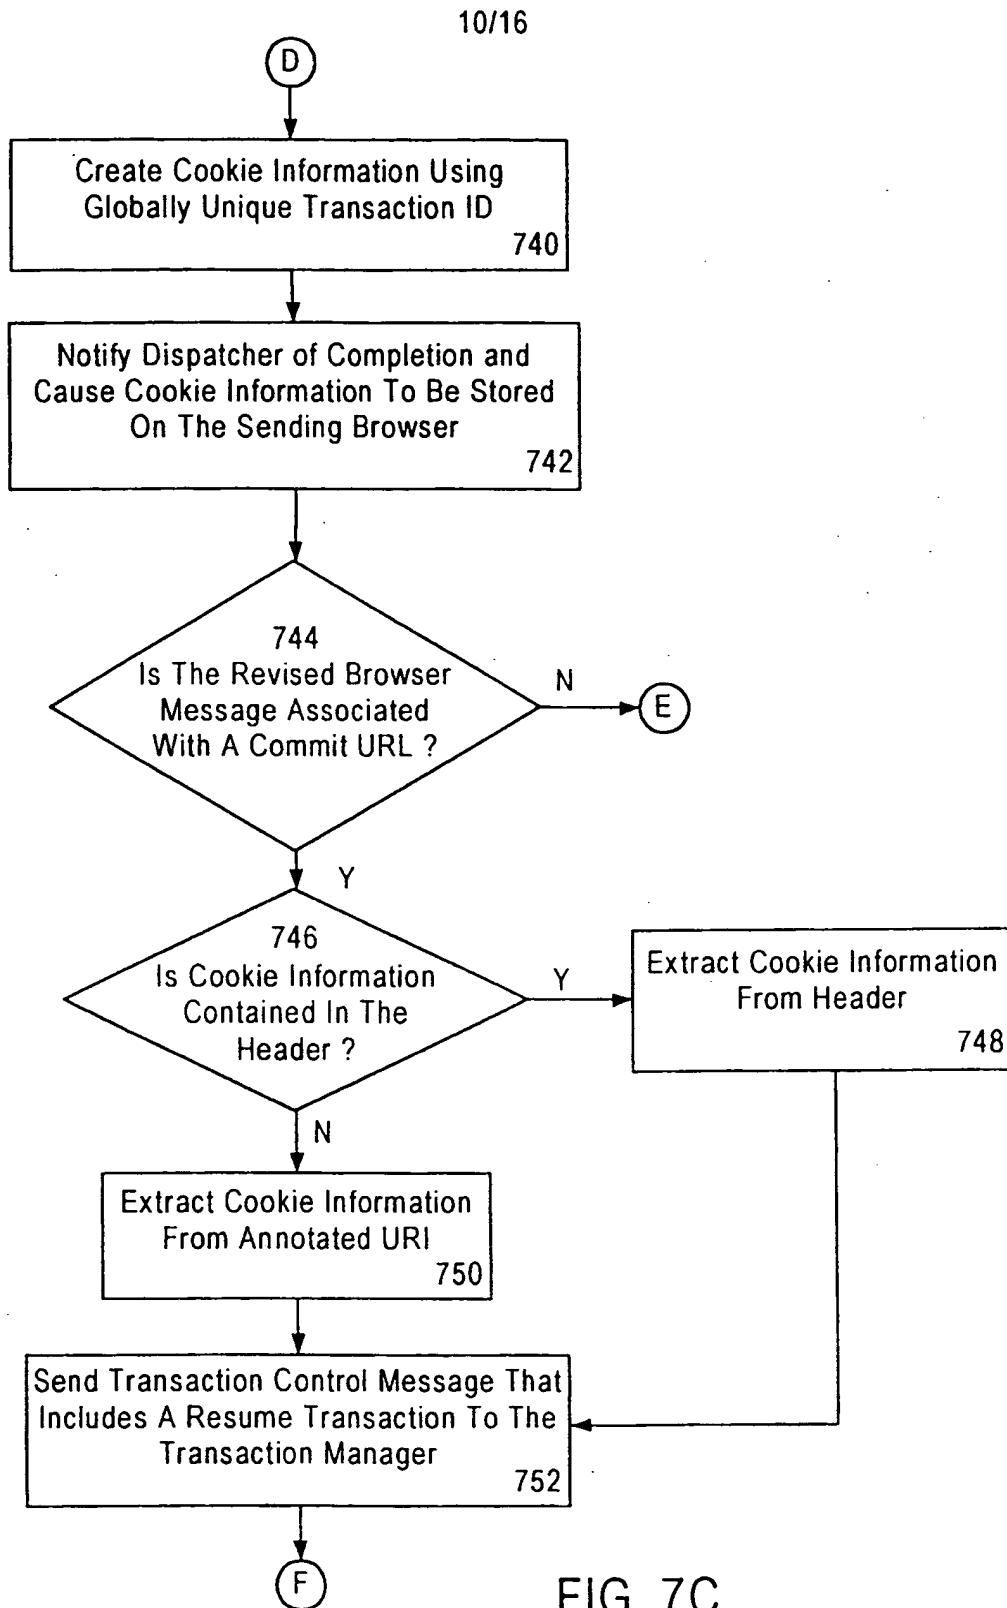 10/16
D
Create Cookie Information Using
Globally Unique Transaction ID
740
Notify Dispatcher of Completion and
Cause Cookie Information To Be Stored
On The Sending Browser
742
744
Is The Revised Browser
Message Associated
With A Commit URL ?
N
E
Y
746
Is Cookie Information
Contained In The
Header ?
Y
Extract Cookie Information
From Header
748
N
Extract Cookie Information
From Annotated URI
750
Send Transaction Control Message That
Includes A Resume Transaction To The
Transaction Manager
752
F
FIG. 7C